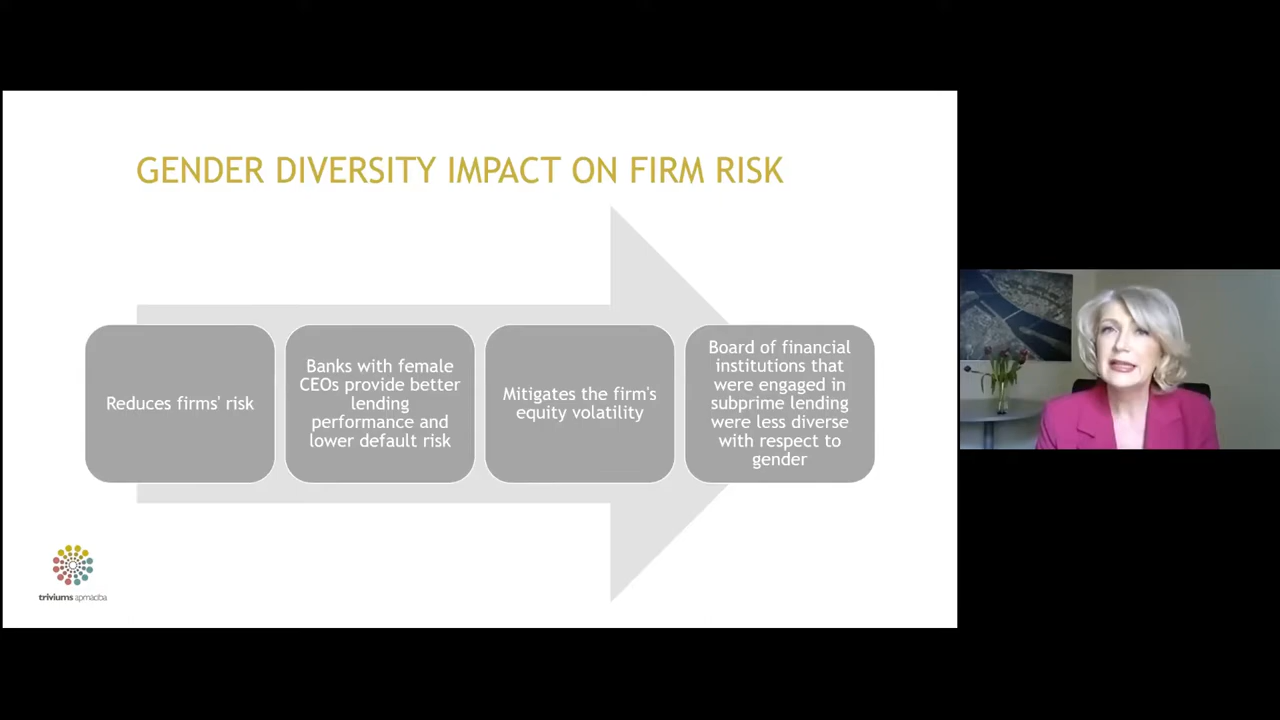 GENDER DIVERSITY IMPACT ON FIRM RISK
Reduces firms' risk
Banks with female
CEOs provide better
lending
performance and
lower default risk
Mitigates the firm's
equity volatility
Board of financial
institutions that
were engaged in
subprime lending
were less diverse
with respect to
gender
triviums apmacba